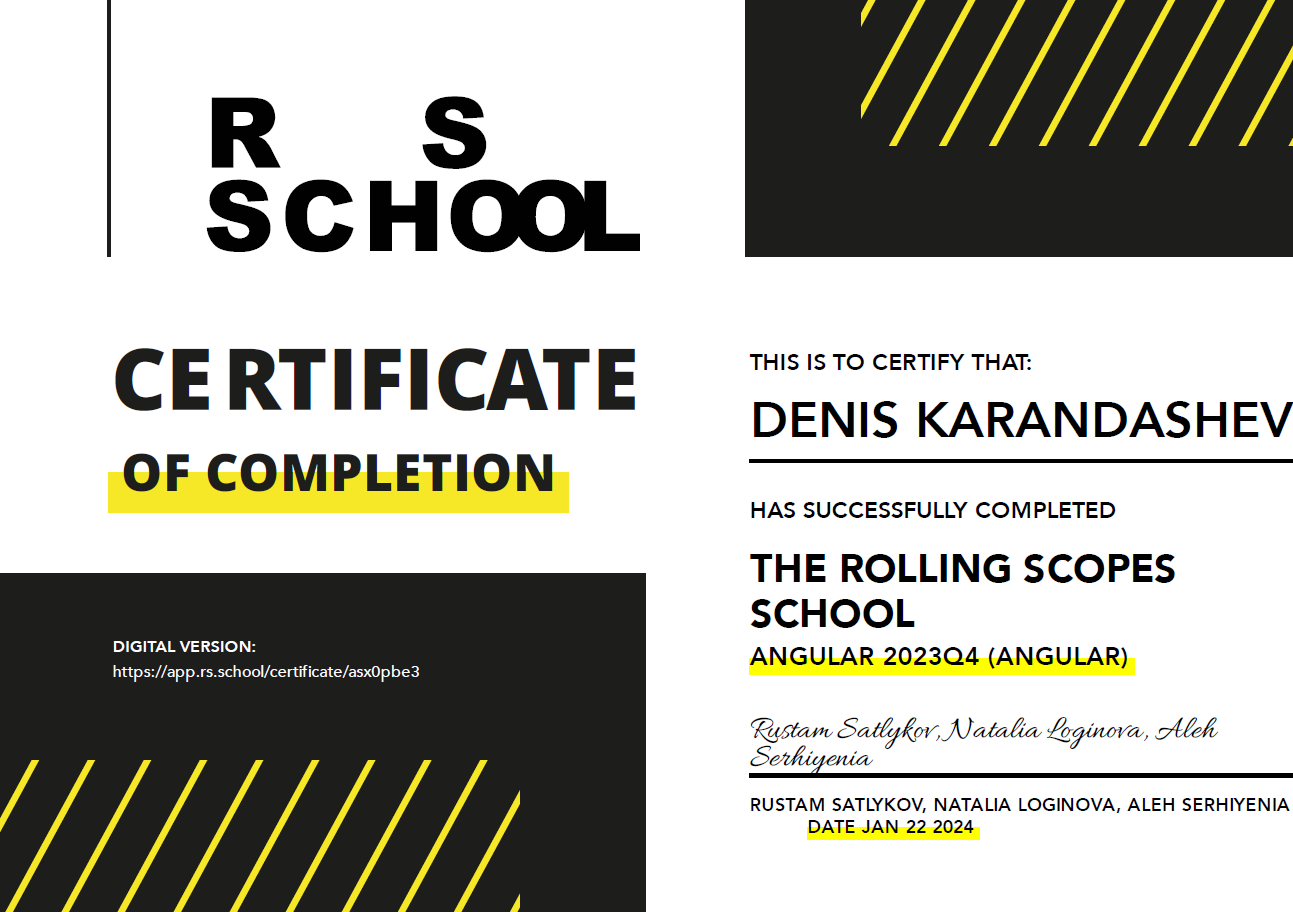 R S
SCHOOL
CERTIFICATE
OF COMPLETION
DIGITAL VERSION:
https://app.rs.school/certificate/asx0pbe3
THIS IS TO CERTIFY THAT:
DENIS KARANDASHEV
HAS SUCCESSFULLY COMPLETED
THE ROLLING SCOPES
SCHOOL
ANGULAR 2023Q4 (ANGULAR)
Rustam Satlykov, Natalia Loginova, Aleh
Serhiyenia
RUSTAM SATLYKOV, NATALIA LOGINOVA, ALEH SERHIYENIA
DATE JAN 22 2024